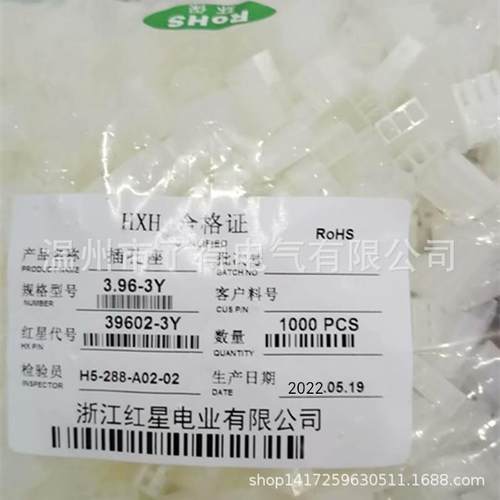 RoHS
环保
HXH 合格证
RoHS
产品名称 插孔座
PRODUCT NAME
BATCH NO
规格型号 3.96-3Y 客户料号
NUMBER CUS P/N
红星代号 39602-3Y 数量 1000 PCS
HX P/N QUANTITY
检验员 H5-288-A02-02 生产日期 2022.05.19
INSPECTOR DATE
浙江红星电业有限公司
shop1417259630511.1688.com